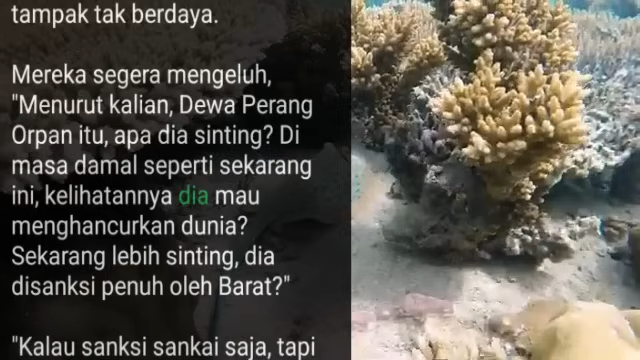 tampak tak berdaya.
Mereka segera mengeluh,
"Menurut kalian, Dewa Perang
Orpan itu, apa dia sinting? Di
masa damal seperti sekarang
ini, kelihatannya dia mau
menghancurkan dunia?
Sekarang lebih sinting, dia
disanksi penuh oleh Barat?"
"Kalau sanksi sankai saja, tapi